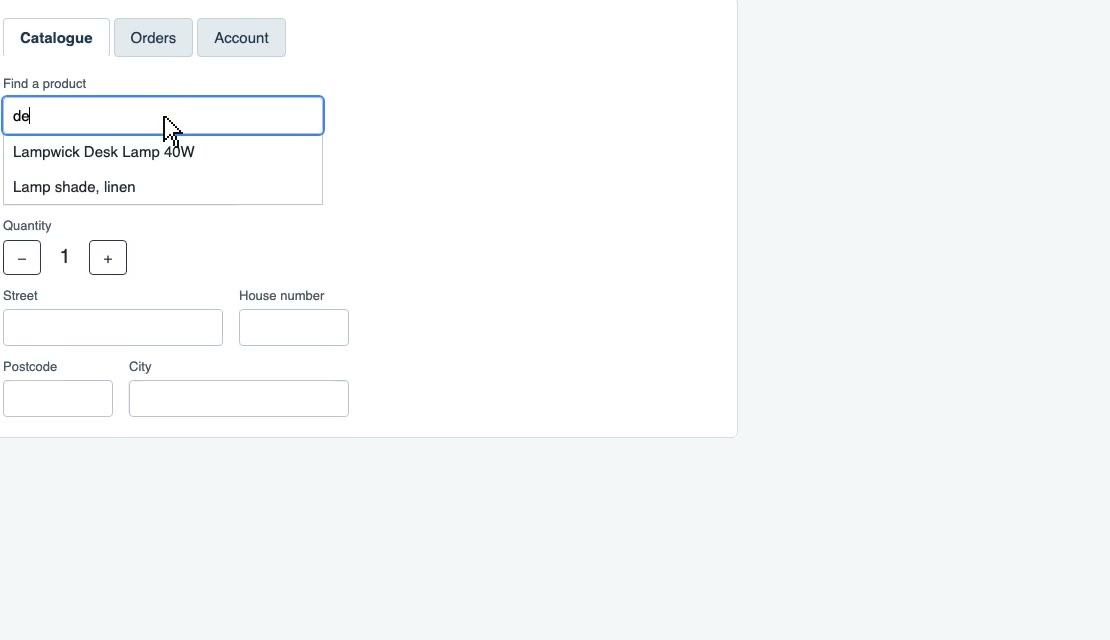 Catalogue Orders Account
Find a product
de
Lampwick Desk Lamp 40W
Lamp shade, linen
Quantity
– 1 +
Street House number
Postcode City